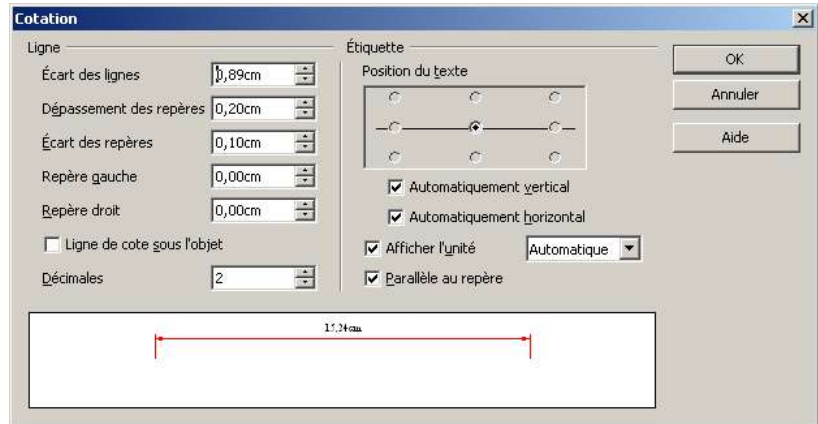 Cotation
Ligne
Écart des lignes 0,89cm
Dépassement des repères 0,20cm
Écart des repères 0,10cm
Repère gauche 0,00cm
Repère droit 0,00cm
Ligne de cote sous l'objet
Décimales 2
Étiquette
Position du texte
Automatiquement vertical
Automatiquement horizontal
Afficher l'unité Automatique
Parallèle au repère
OK
Annuler
Aide
15,24cm